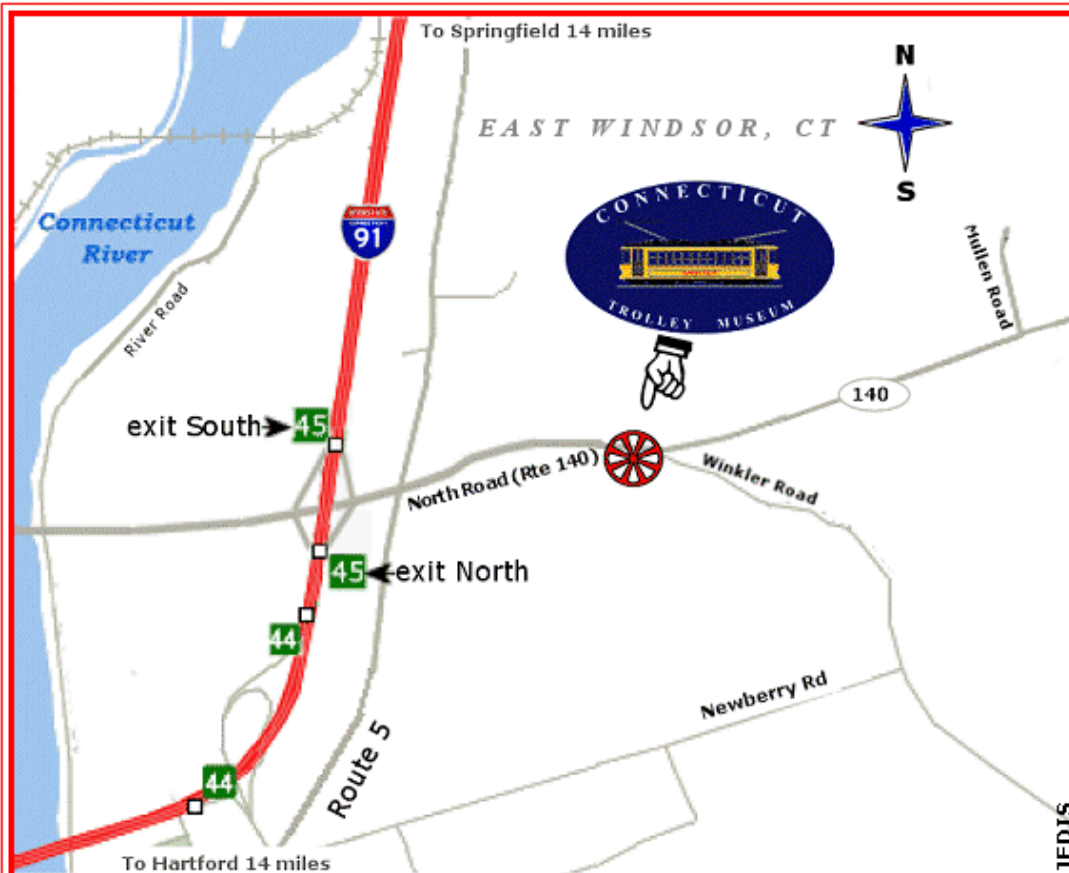 To Springfield 14 miles
N
EAST WINDSOR, CT
S
CONNECTICUT
TROLLEY MUSEUM
Connecticut
River
INTERSTATE
91
Mullen Road
River Road
140
exit South
45
North Road (Rte 140)
Winkler Road
45
exit North
44
Newberry Rd
Route 5
44
JEDIS
To Hartford 14 miles